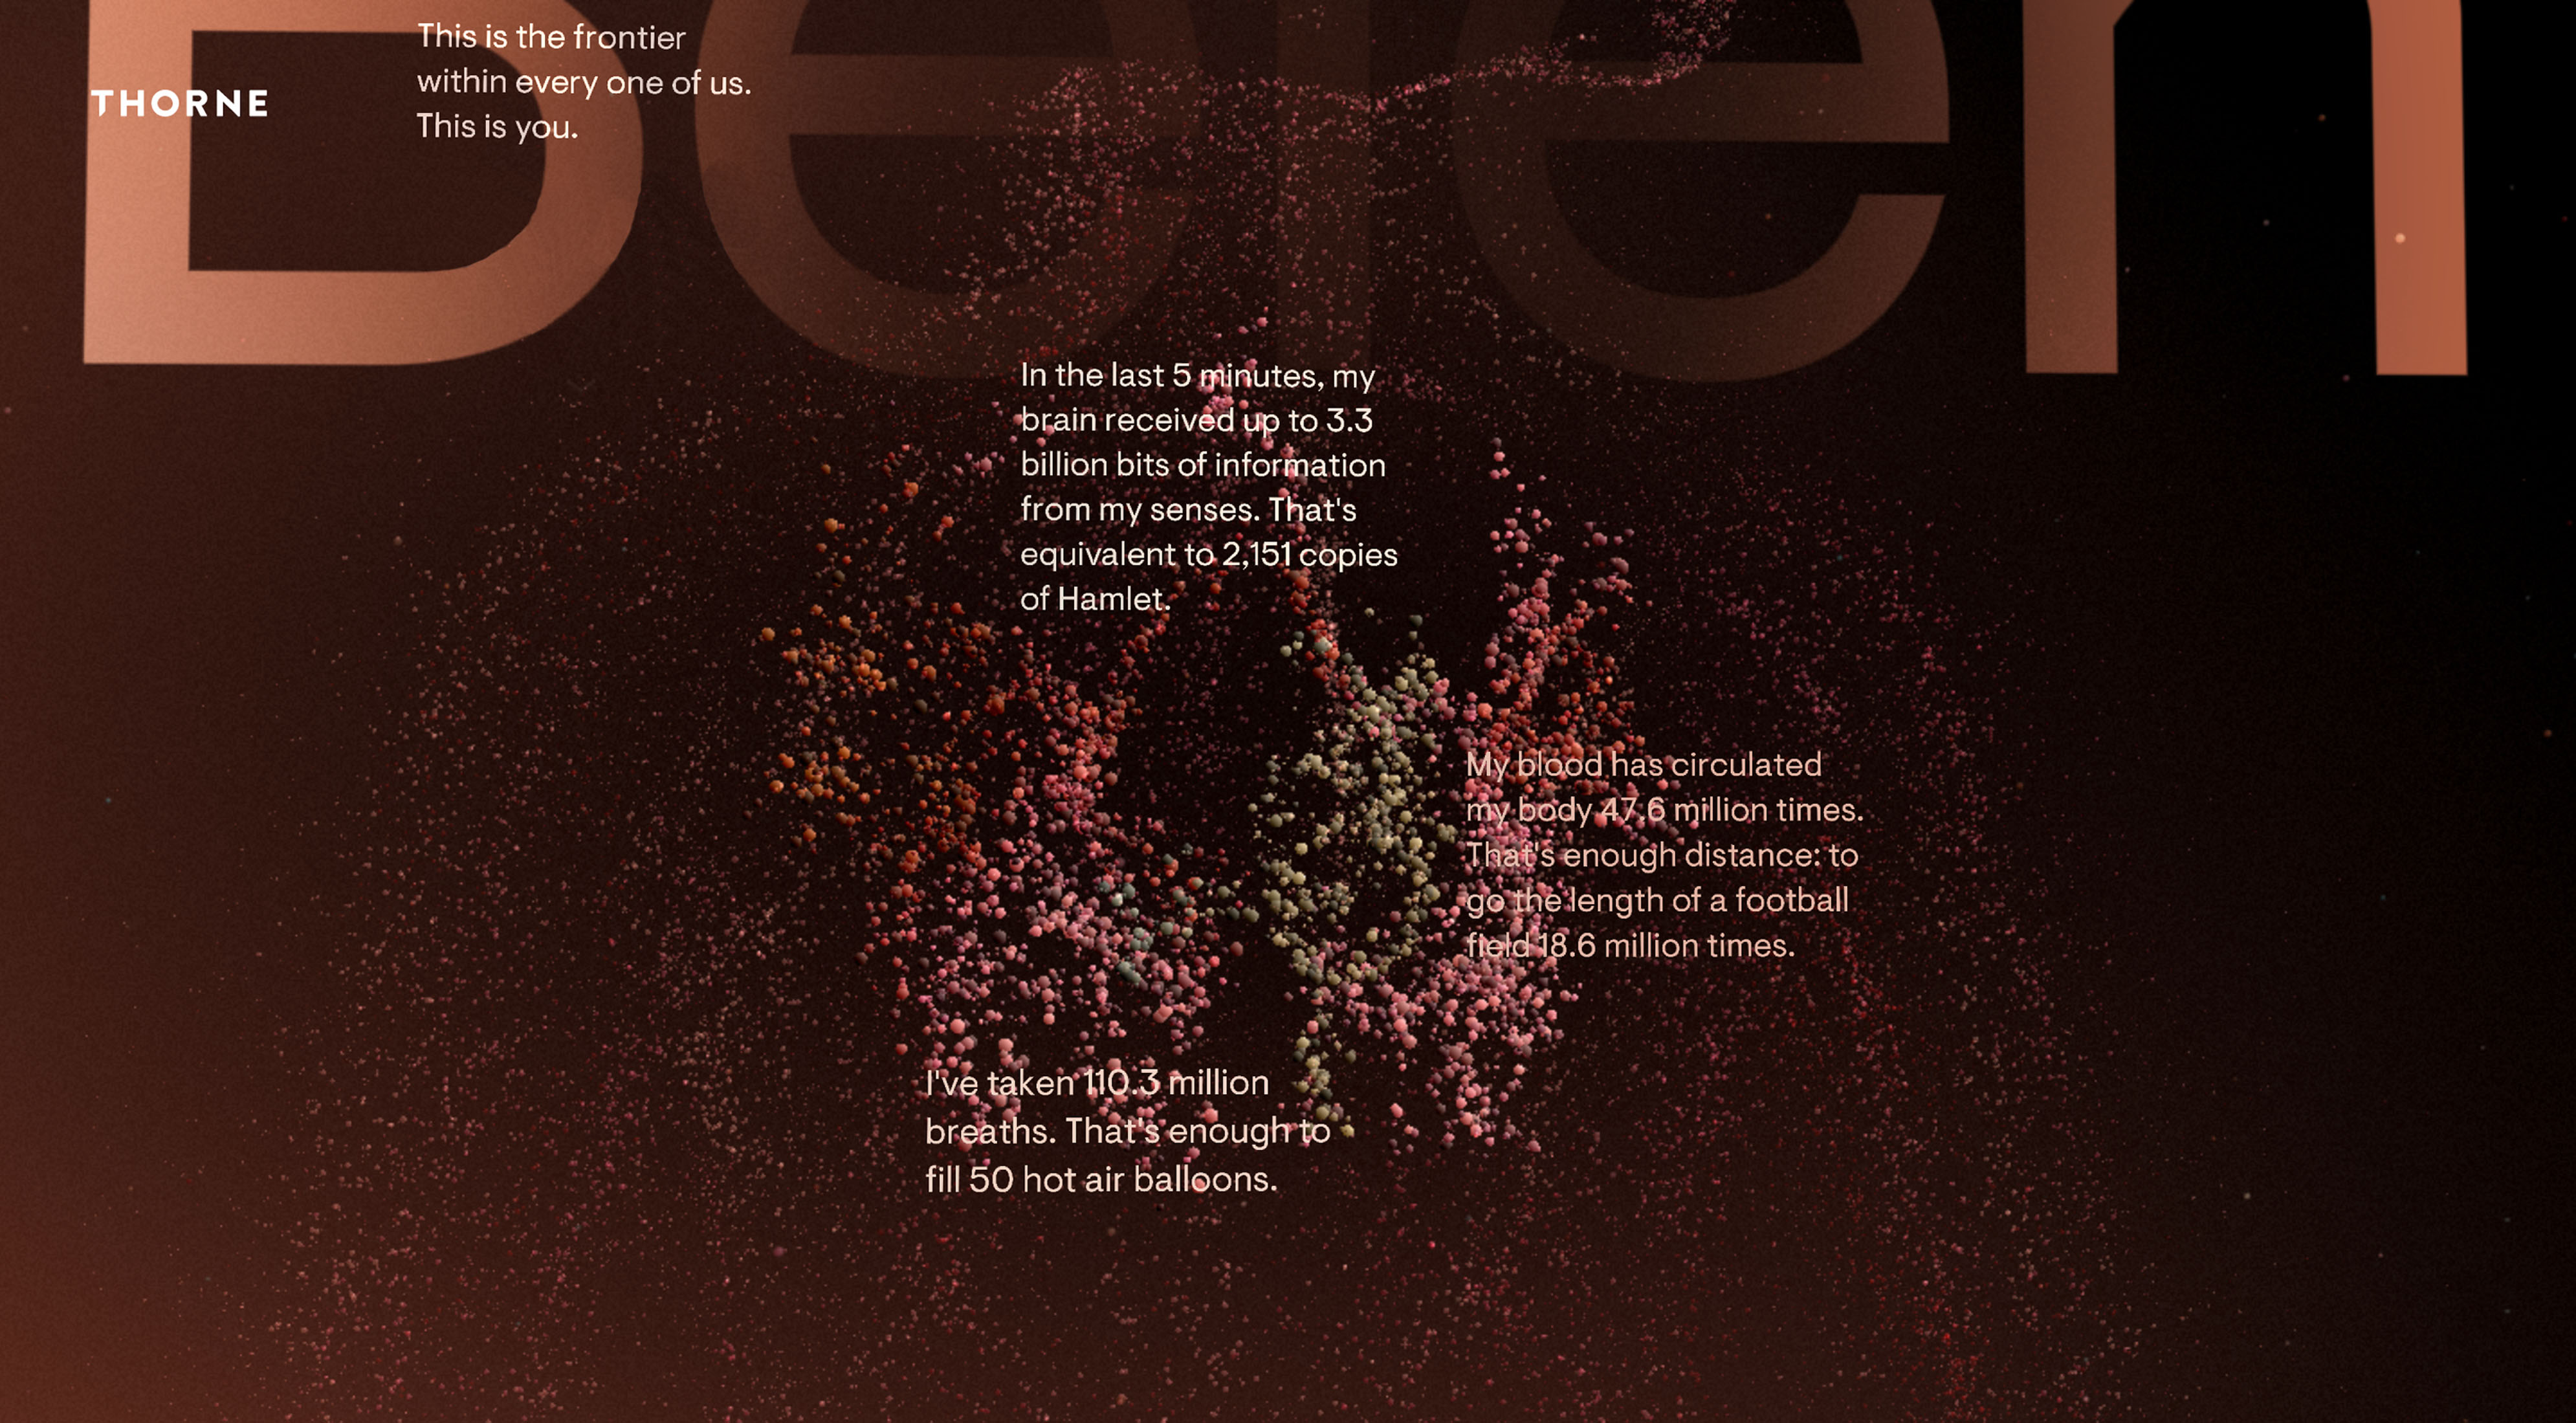 Belen
THORNE
This is the frontier
within every one of us.
This is you.
In the last 5 minutes, my
brain received up to 3.3
billion bits of information
from my senses. That's
equivalent to 2,151 copies
of Hamlet.
My blood has circulated
my body 47.6 million times.
That's enough distance: to
go the length of a football
field 18.6 million times.
I've taken 110.3 million
breaths. That's enough to
fill 50 hot air balloons.